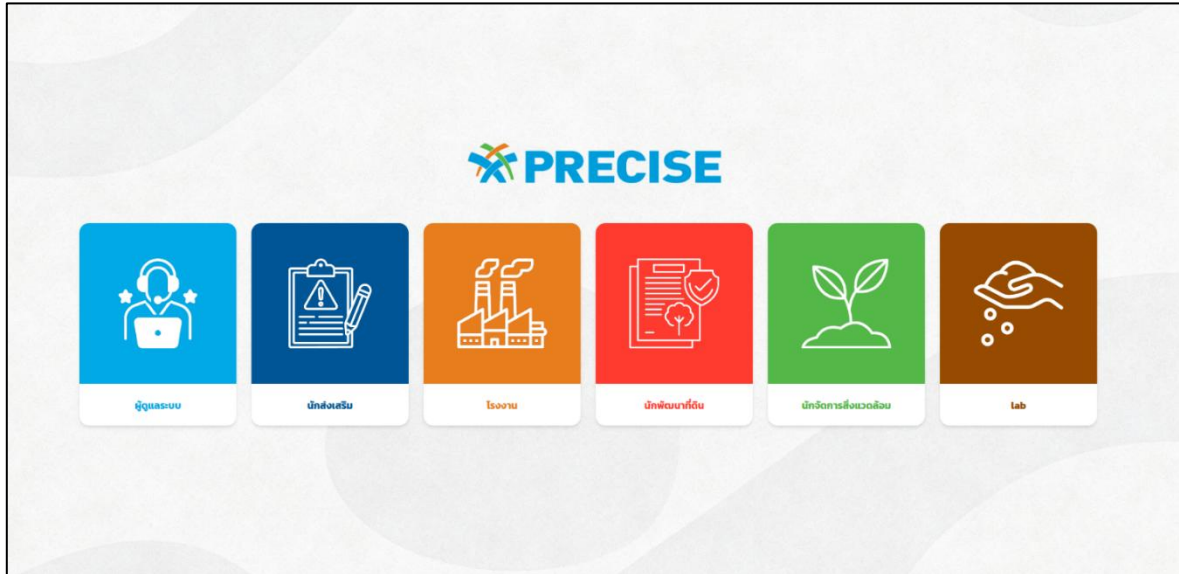 PRECISE
ผู้ดูแลระบบ
นักส่งเสริม
โรงงาน
นักพัฒนาที่ดิน
นักจัดการสิ่งแวดล้อม
lab